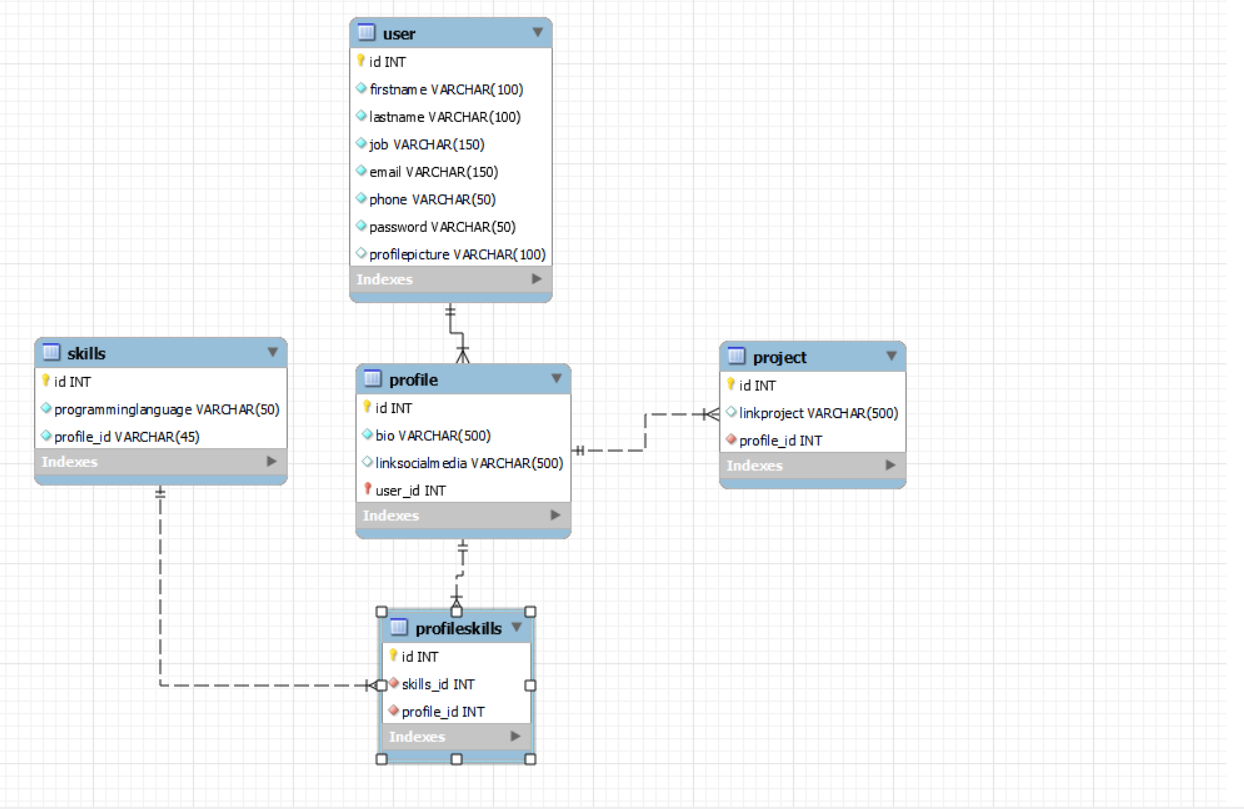 user
id INT
firstname VARCHAR(100)
lastname VARCHAR(100)
job VARCHAR(150)
email VARCHAR(150)
phone VARCHAR(50)
password VARCHAR(50)
profilepicture VARCHAR(100)
Indexes
skills
id INT
programminglanguage VARCHAR(50)
profile_id VARCHAR(45)
Indexes
profile
id INT
bio VARCHAR(500)
linksocialmedia VARCHAR(500)
user_id INT
Indexes
project
id INT
linkproject VARCHAR(500)
profile_id INT
Indexes
profileskills
id INT
skills_id INT
profile_id INT
Indexes